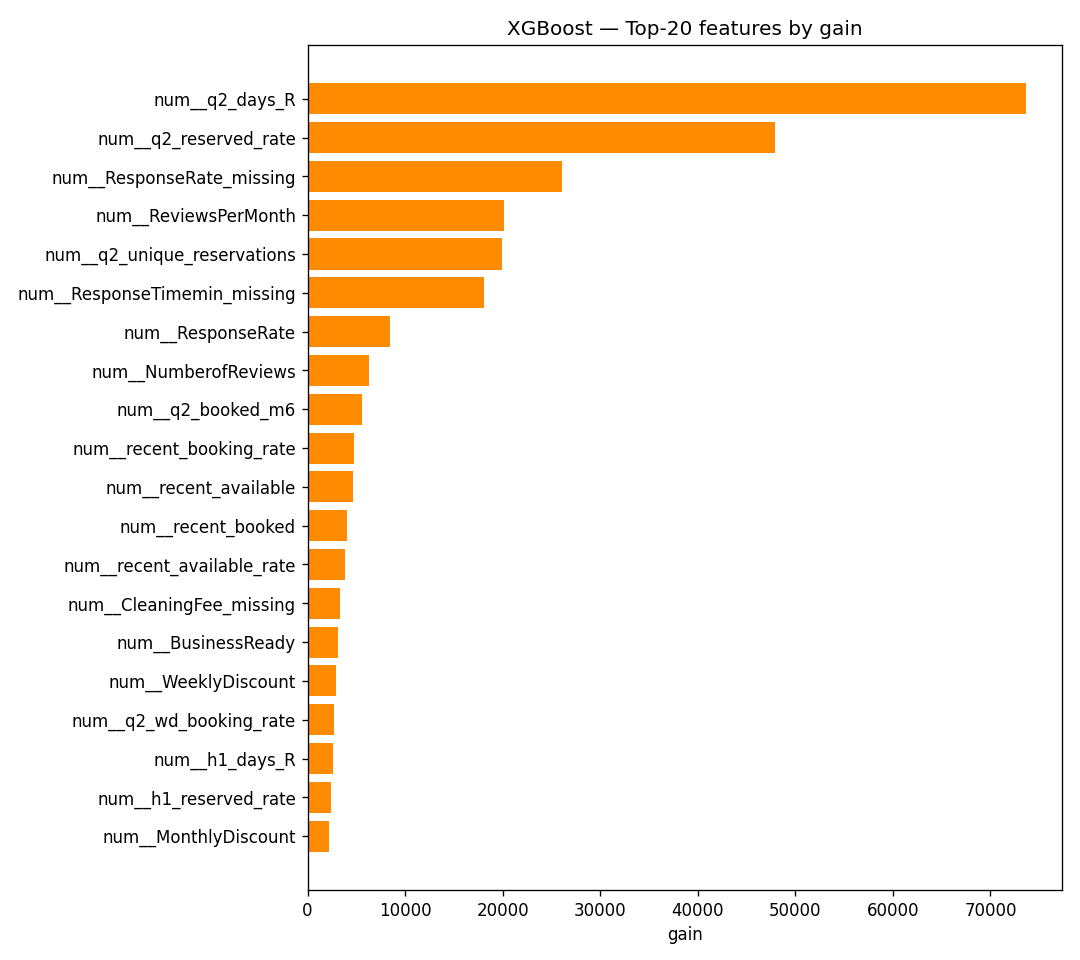 XGBoost — Top-20 features by gain
num__q2_days_R
num__q2_reserved_rate
num__ResponseRate_missing
num__ReviewsPerMonth
num__q2_unique_reservations
num__ResponseTimemin_missing
num__ResponseRate
num__NumberofReviews
num__q2_booked_m6
num__recent_booking_rate
num__recent_available
num__recent_booked
num__recent_available_rate
num__CleaningFee_missing
num__BusinessReady
num__WeeklyDiscount
num__q2_wd_booking_rate
num__h1_days_R
num__h1_reserved_rate
num__MonthlyDiscount
0 10000 20000 30000 40000 50000 60000 70000
gain